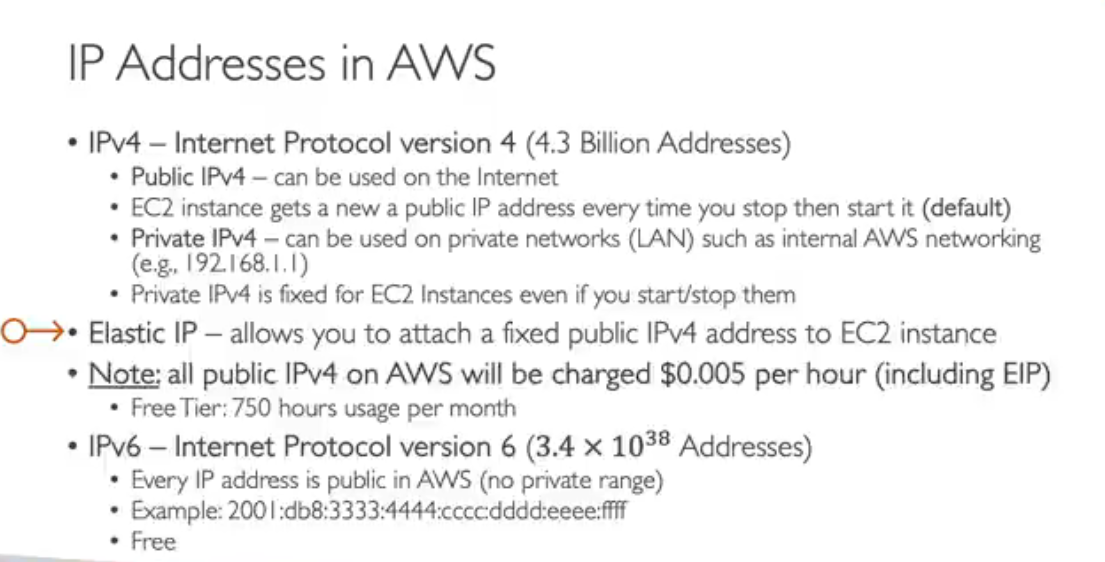 IP Addresses in AWS
• IPv4 – Internet Protocol version 4 (4.3 Billion Addresses)
• Public IPv4 – can be used on the Internet
• EC2 instance gets a new a public IP address every time you stop then start it (default)
• Private IPv4 – can be used on private networks (LAN) such as internal AWS networking
(e.g., 192.168.1.1)
• Private IPv4 is fixed for EC2 Instances even if you start/stop them
• Elastic IP – allows you to attach a fixed public IPv4 address to EC2 instance
• Note: all public IPv4 on AWS will be charged $0.005 per hour (including EIP)
• Free Tier: 750 hours usage per month
• IPv6 – Internet Protocol version 6 (3.4 × 10³⁸ Addresses)
• Every IP address is public in AWS (no private range)
• Example: 2001:db8:3333:4444:cccc:dddd:eeee:ffff
• Free